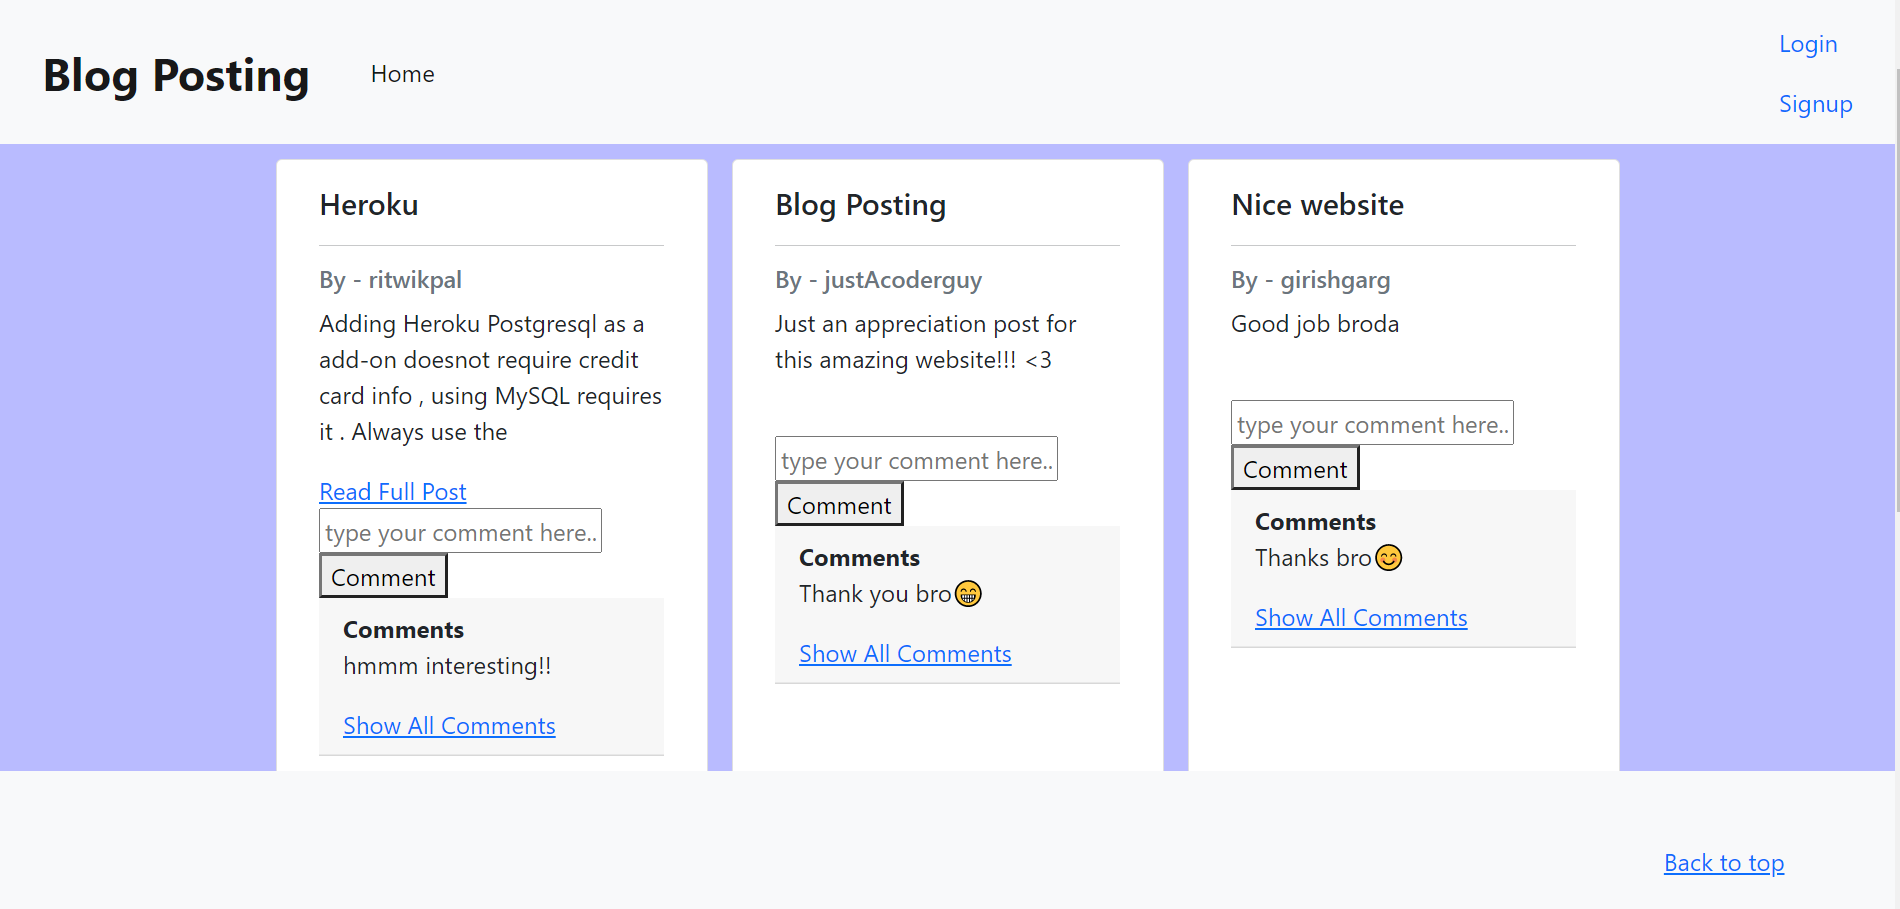 Blog Posting
Home
Login
Signup
Heroku
By - ritwikpal
Adding Heroku Postgresql as a
add-on doesnot require credit
card info , using MySQL requires
it . Always use the
Read Full Post
type your comment here..
Comment
Comments
hmmm interesting!!
Show All Comments
Blog Posting
By - justAcoderguy
Just an appreciation post for
this amazing website!!! <3
type your comment here..
Comment
Comments
Thank you bro😁
Show All Comments
Nice website
By - girishgarg
Good job broda
type your comment here..
Comment
Comments
Thanks bro😊
Show All Comments
Back to top